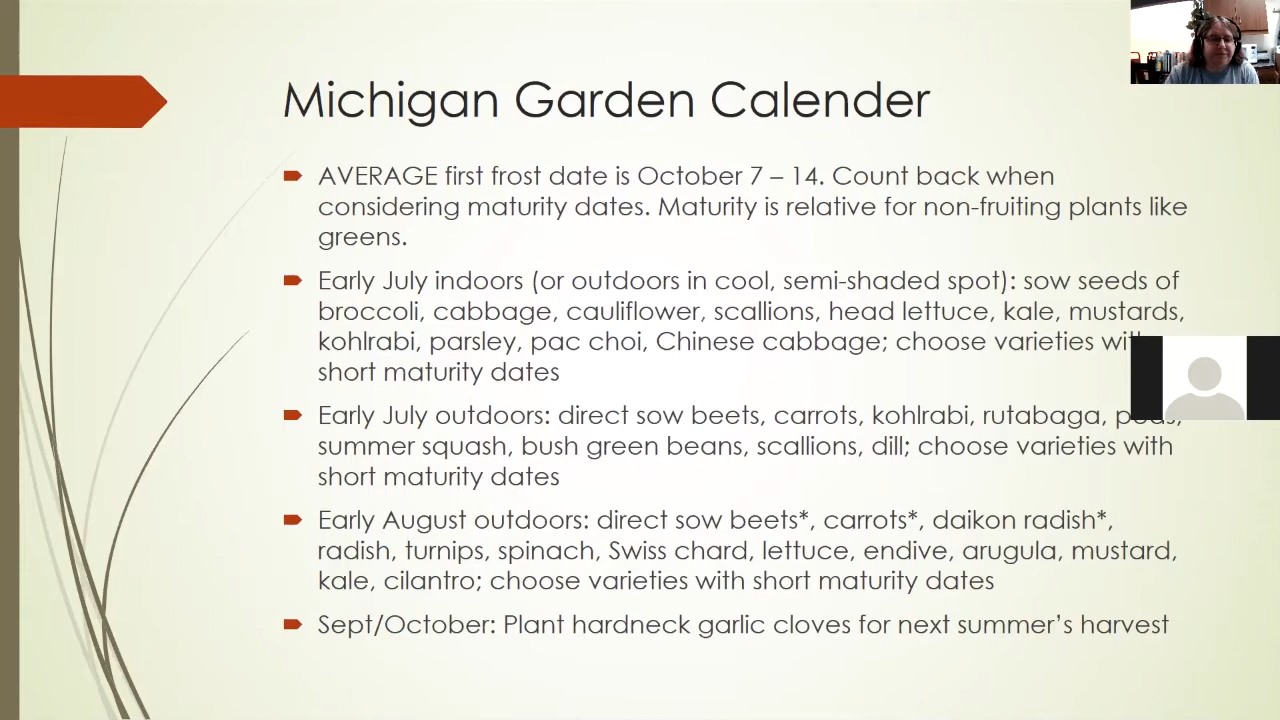 Michigan Garden Calender
AVERAGE first frost date is October 7 – 14. Count back when
considering maturity dates. Maturity is relative for non-fruiting plants like
greens.
Early July indoors (or outdoors in cool, semi-shaded spot): sow seeds of
broccoli, cabbage, cauliflower, scallions, head lettuce, kale, mustards,
kohlrabi, parsley, pac choi, Chinese cabbage; choose varieties with
short maturity dates
Early July outdoors: direct sow beets, carrots, kohlrabi, rutabaga,
summer squash, bush green beans, scallions, dill; choose varieties with
short maturity dates
Early August outdoors: direct sow beets*, carrots*, daikon radish*,
radish, turnips, spinach, Swiss chard, lettuce, endive, arugula, mustard,
kale, cilantro; choose varieties with short maturity dates
Sept/October: Plant hardneck garlic cloves for next summer’s harvest